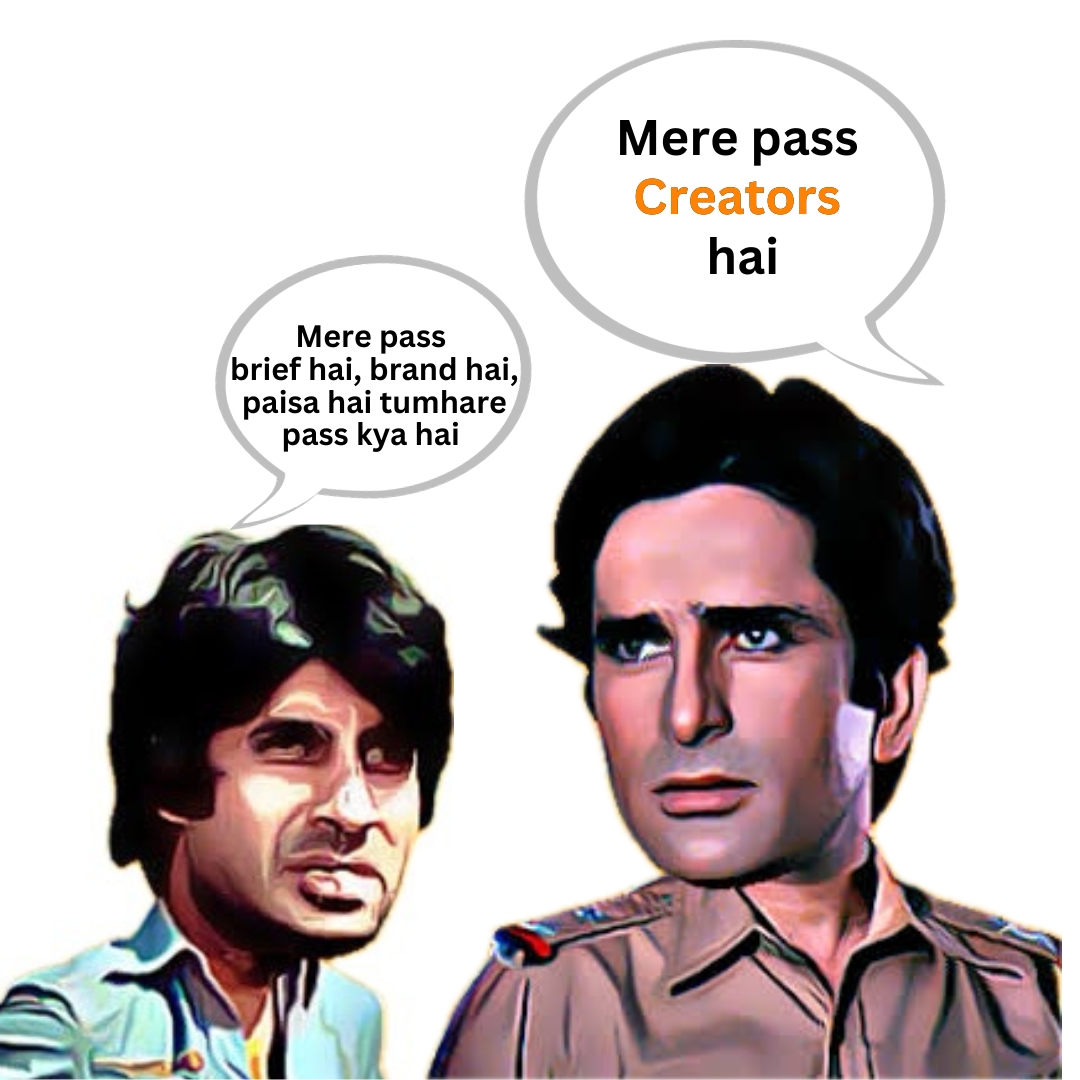 Mere pass
Creators
hai
Mere pass
brief hai, brand hai,
paisa hai tumhare
pass kya hai